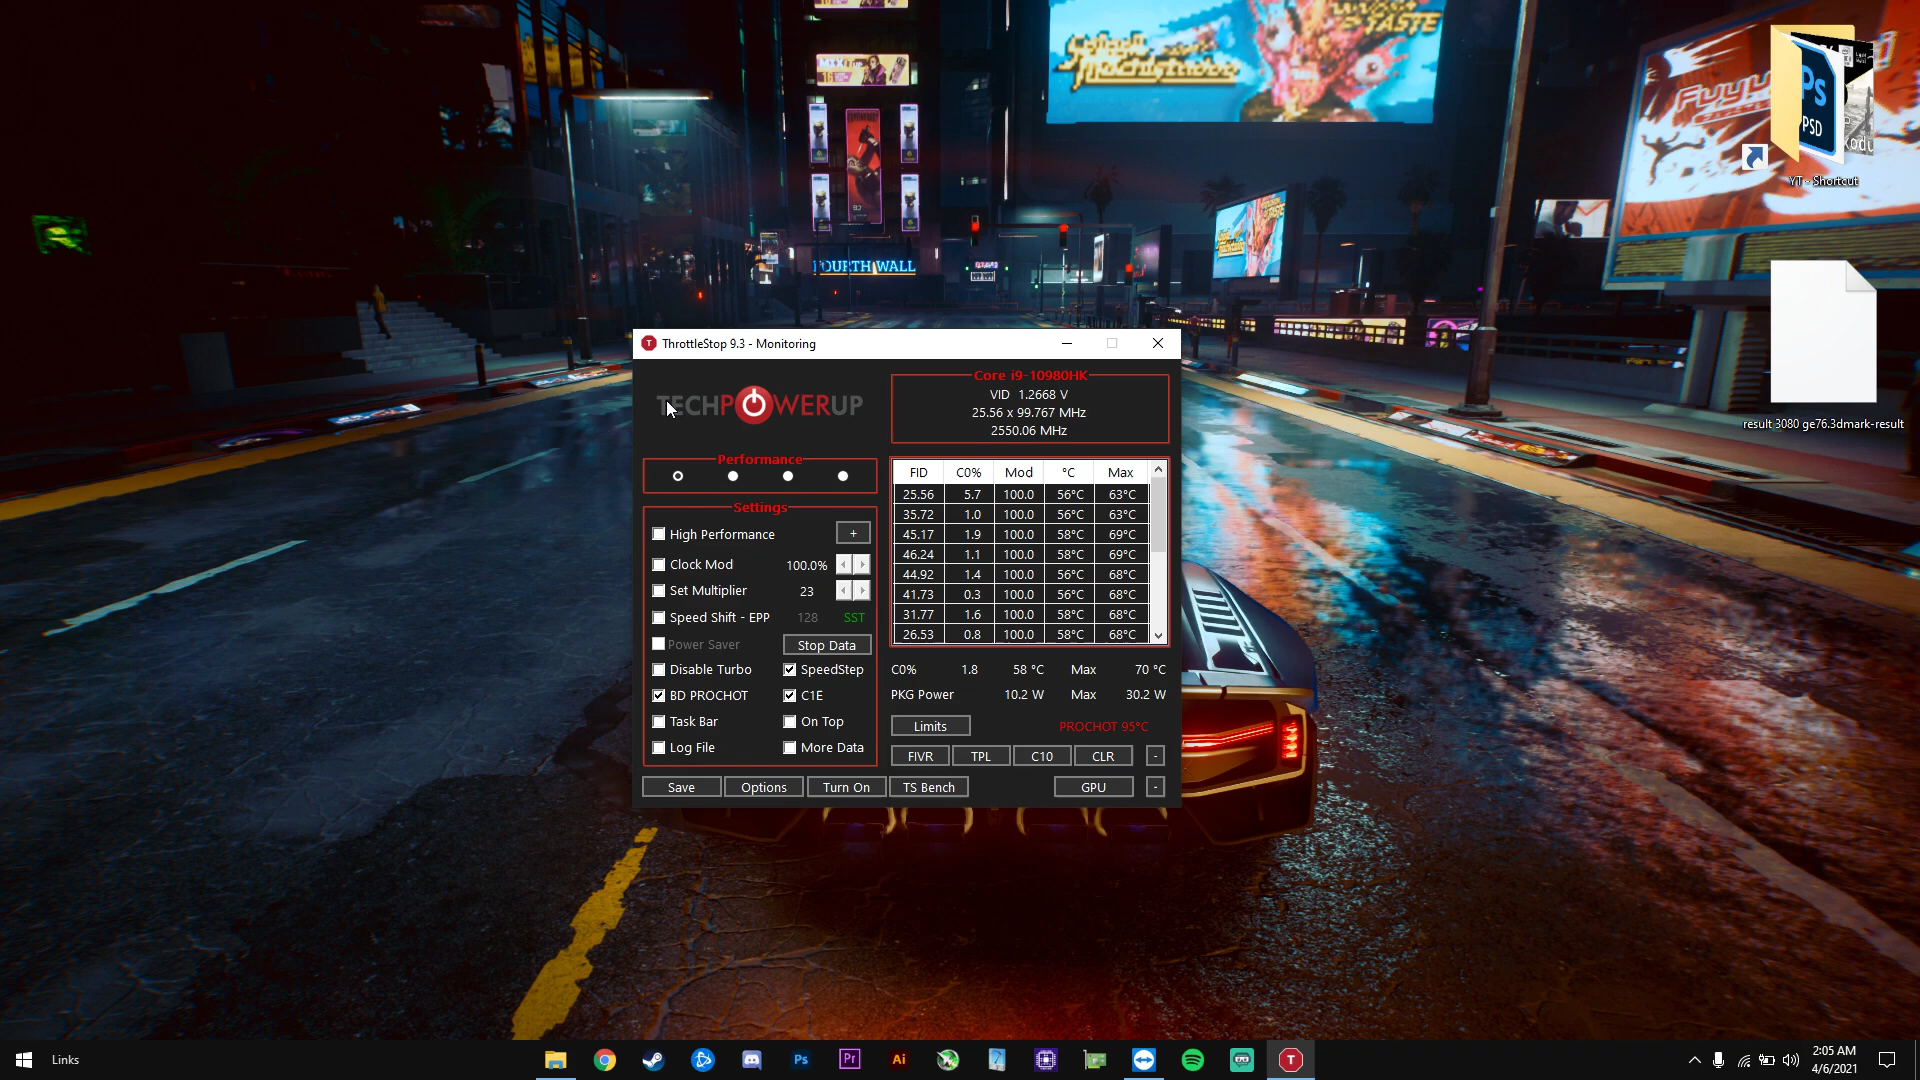 TASTE
FOURTH WALL
Ps
PSD
YT - Shortcut
result 3080 ge76.3dmark-result
ThrottleStop 9.3 - Monitoring
TECHPOWERUP
Core i9-10980HK
VID 1.2668 V
25.56 x 99.767 MHz
2550.06 MHz
Performance
Settings
High Performance +
Clock Mod 100.0%
Set Multiplier 23
Speed Shift - EPP 128 SST
Power Saver Stop Data
Disable Turbo SpeedStep
BD PROCHOT C1E
Task Bar On Top
Log File More Data
FID C0% Mod °C Max
25.56 5.7 100.0 56°C 63°C
35.72 1.0 100.0 56°C 63°C
45.17 1.9 100.0 58°C 69°C
46.24 1.1 100.0 58°C 69°C
44.92 1.4 100.0 56°C 68°C
41.73 0.3 100.0 56°C 68°C
31.77 1.6 100.0 58°C 68°C
26.53 0.8 100.0 58°C 68°C
C0% 1.8 58 °C Max 70 °C
PKG Power 10.2 W Max 30.2 W
Limits PROCHOT 95°C
FIVR TPL C10 CLR -
Save Options Turn On TS Bench GPU -
Links
Ps
Pr
Ai
T
2:05 AM
4/6/2021